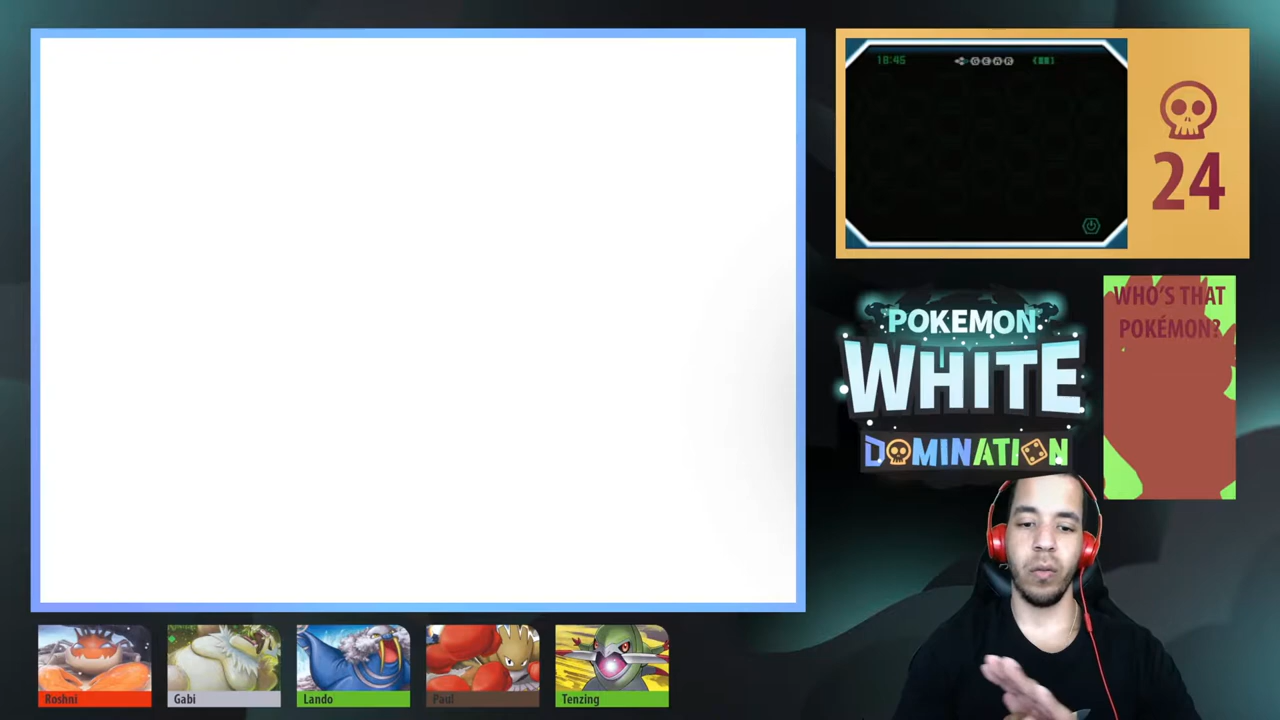 18:45
GEAR
24
POKEMON
WHITE
DOMINATION
WHO'S THAT
POKÉMON?
Roshni
Gabi
Lando
Paul
Tenzing